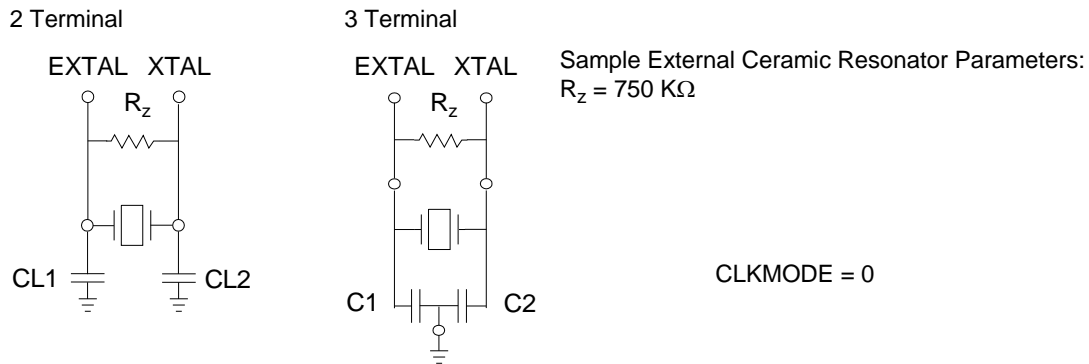 2 Terminal
3 Terminal
EXTAL XTAL
EXTAL XTAL
Sample External Ceramic Resonator Parameters:
Rz = 750 KΩ
Rz
Rz
CL1
CL2
C1
C2
CLKMODE = 0